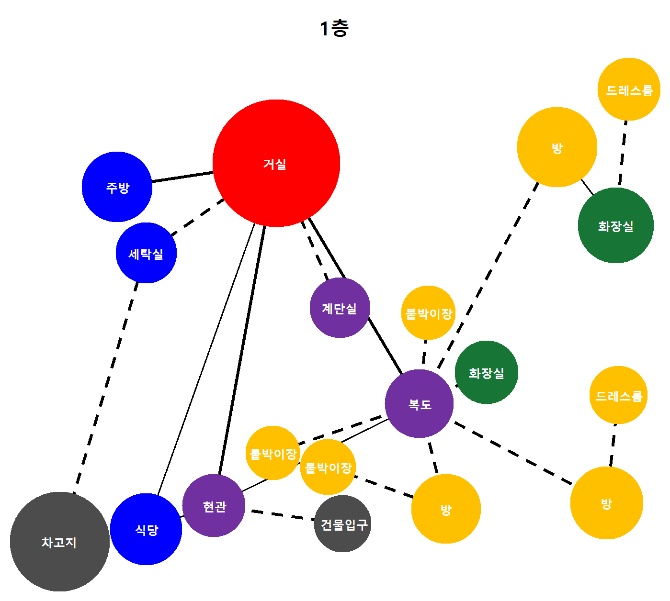 1층
드레스룸
방
거실
주방
화장실
세탁실
계단실
붙박이장
화장실
드레스룸
복도
붙박이장
붙박이장
방
방
현관
건물입구
식당
차고지